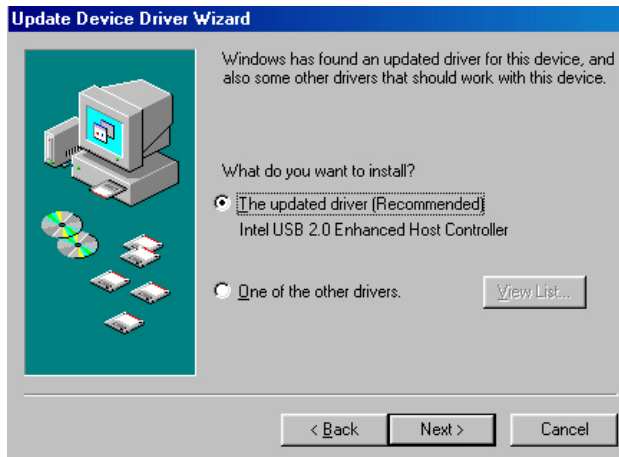 Update Device Driver Wizard
Windows has found an updated driver for this device, and
also some other drivers that should work with this device.
What do you want to install?
The updated driver (Recommended)
Intel USB 2.0 Enhanced Host Controller
One of the other drivers.
View List...
< Back
Next >
Cancel